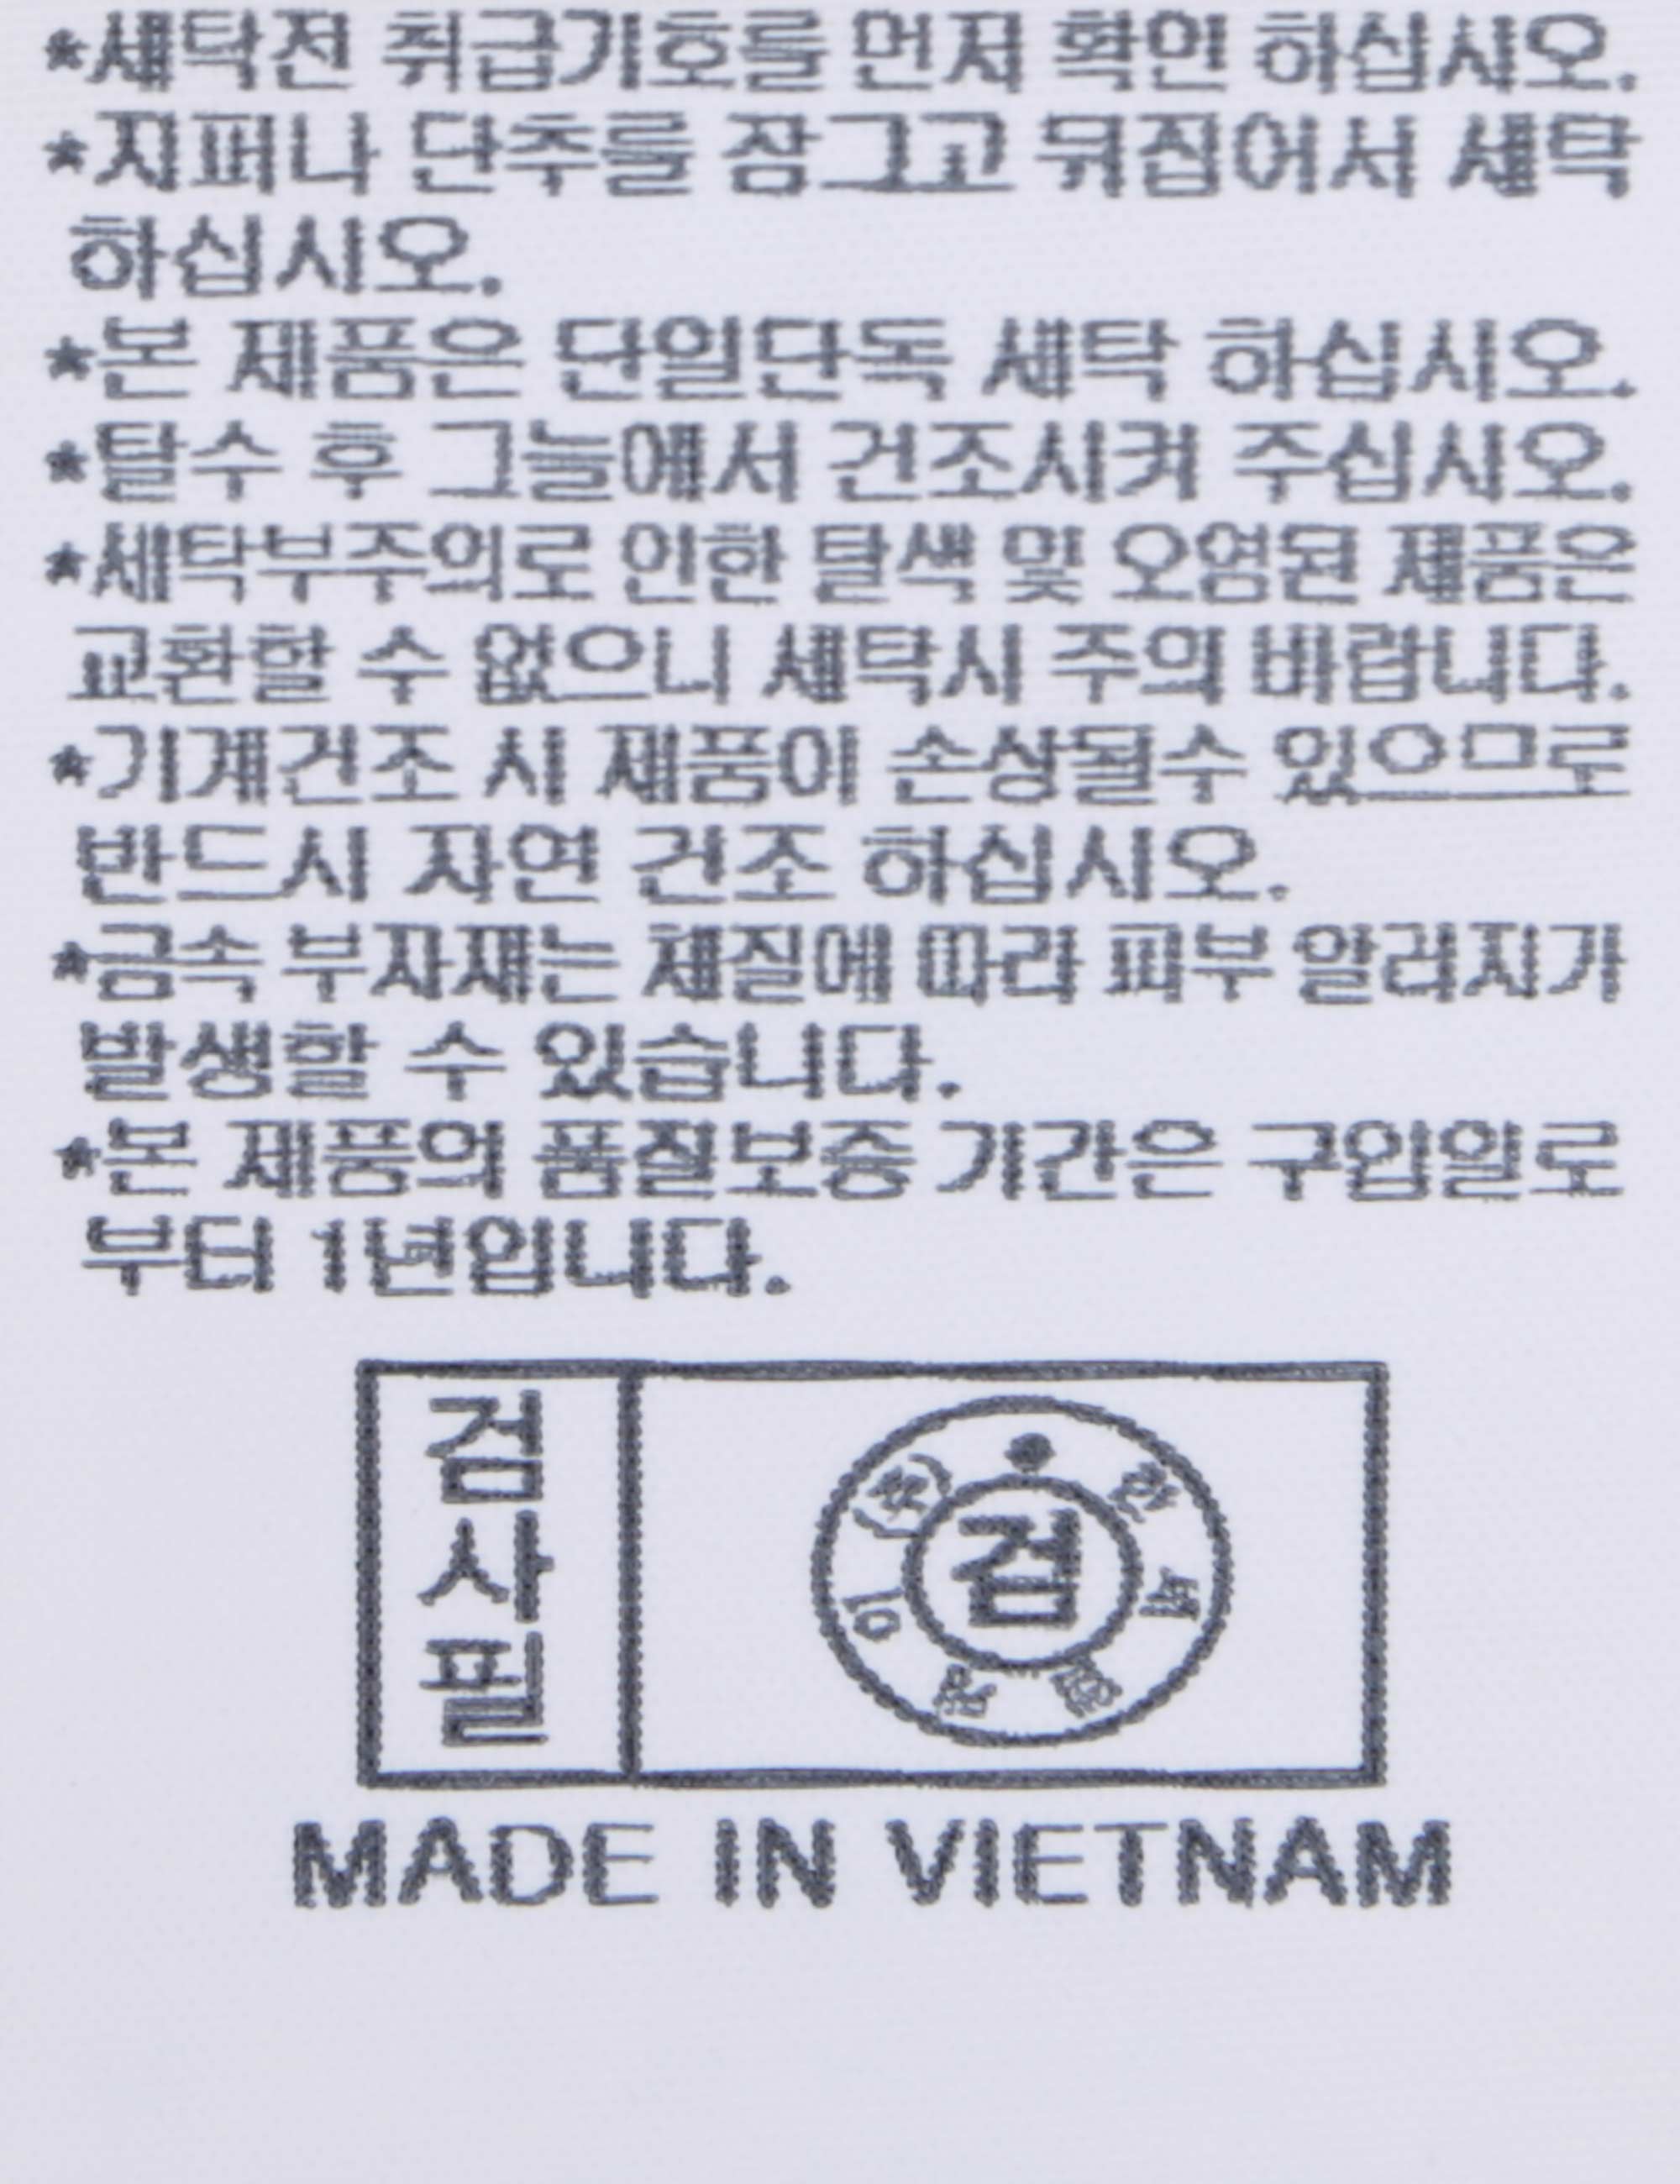 *세탁전 취급기호를 먼저 확인 하십시오.
*지퍼나 단추를 잠그고 뒤집어서 세탁
하십시오.
*본 제품은 단일단독 세탁 하십시오.
*탈수 후 그늘에서 건조시켜 주십시오.
*세탁부주의로 인한 탈색 및 오염된 제품은
교환할 수 없으니 세탁시 주의 바랍니다.
*기계건조 시 제품이 손상될수 있으므로
반드시 자연 건조 하십시오.
*금속 부자재는 체질에 따라 피부 알러지가
발생할 수 있습니다.
*본 제품의 품질보증 기간은 구입일로
부터 1년입니다.
검사필
검
MADE IN VIETNAM